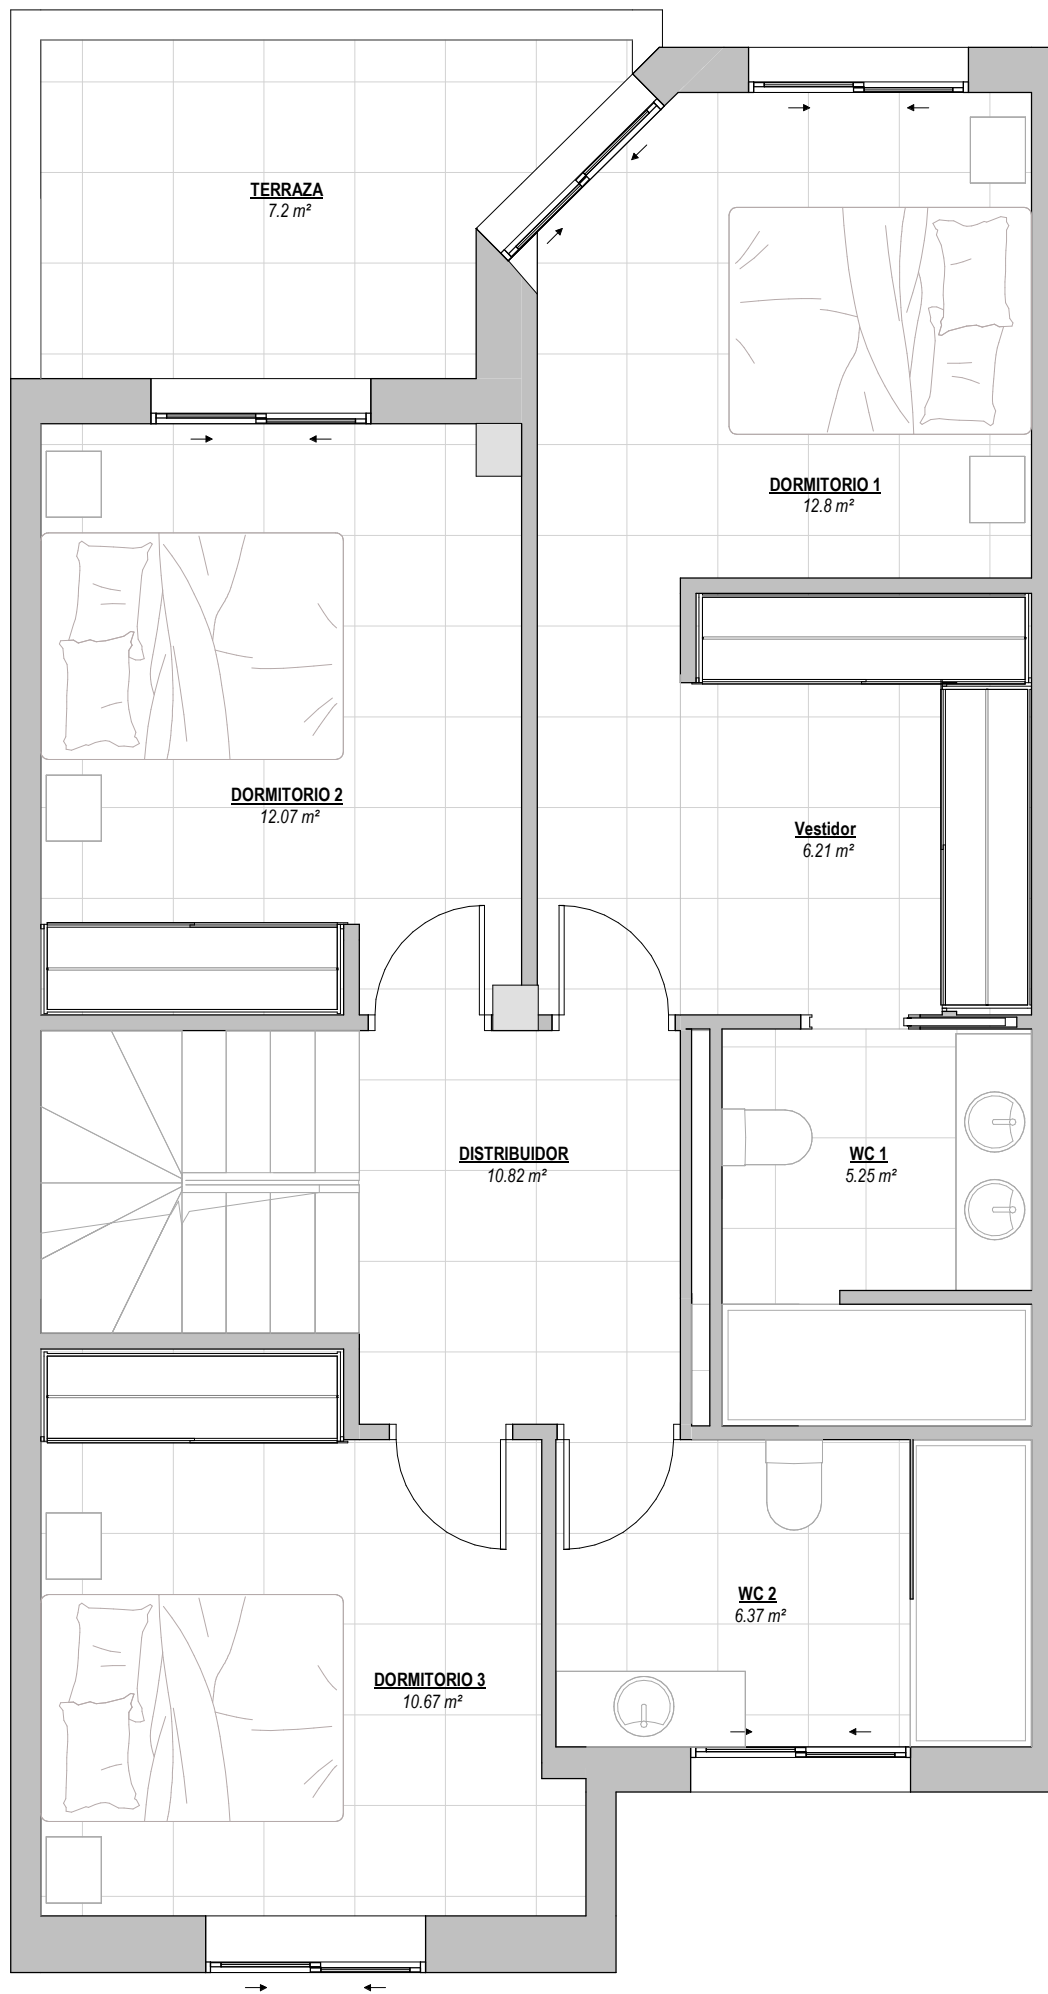 TERRAZA
7.2 m²
DORMITORIO 1
12.8 m²
DORMITORIO 2
12.07 m²
Vestidor
6.21 m²
DISTRIBUIDOR
10.82 m²
WC 1
5.25 m²
WC 2
6.37 m²
DORMITORIO 3
10.67 m²